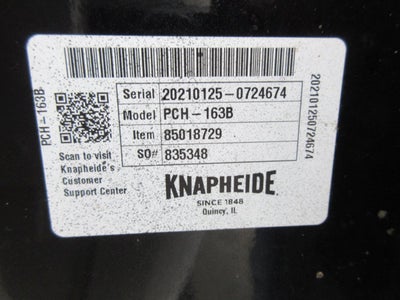 PCH-163B
Serial 20210125-0724674
Model PCH-163B
Item 85018729
SO# 835348
Scan to visit
Knapheide's
Customer
Support Center
KNAPHEIDE
SINCE 1848
Quincy, IL
202101250724674